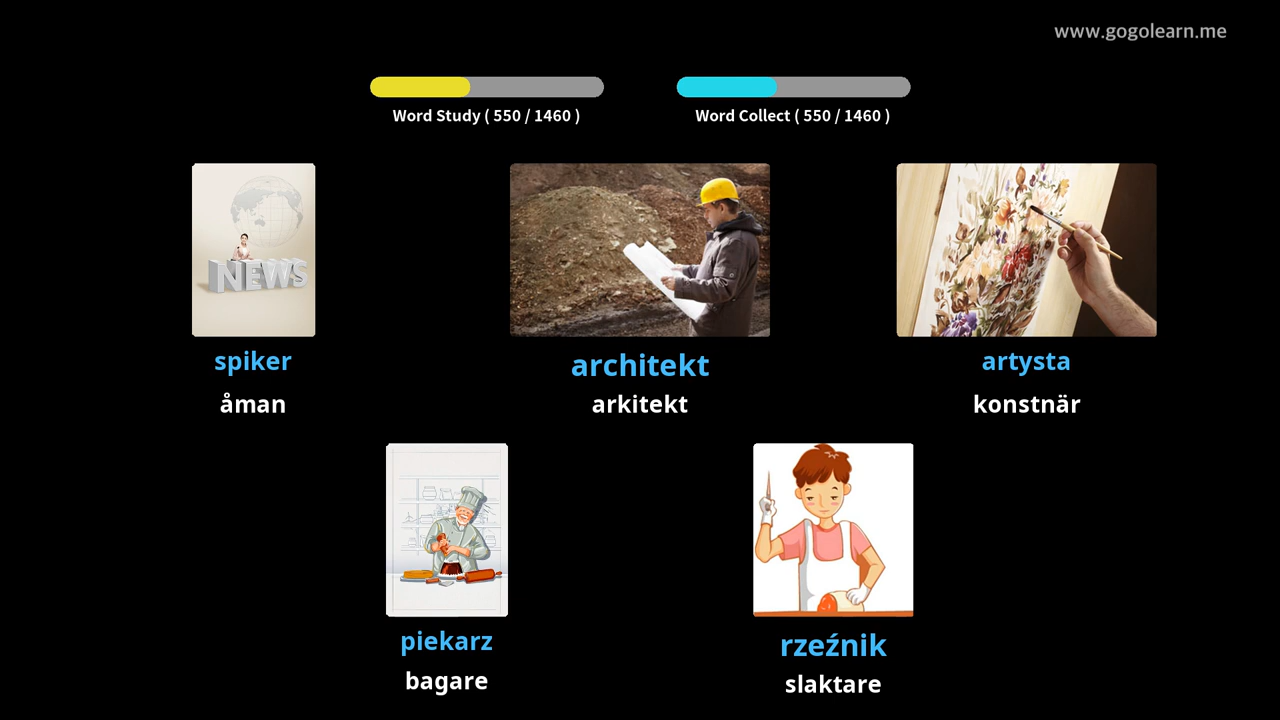 www.gogolearn.me
Word Study ( 550 / 1460 )
Word Collect ( 550 / 1460 )
NEWS
spiker
åman
architekt
arkitekt
artysta
konstnär
piekarz
bagare
rzeźnik
slaktare